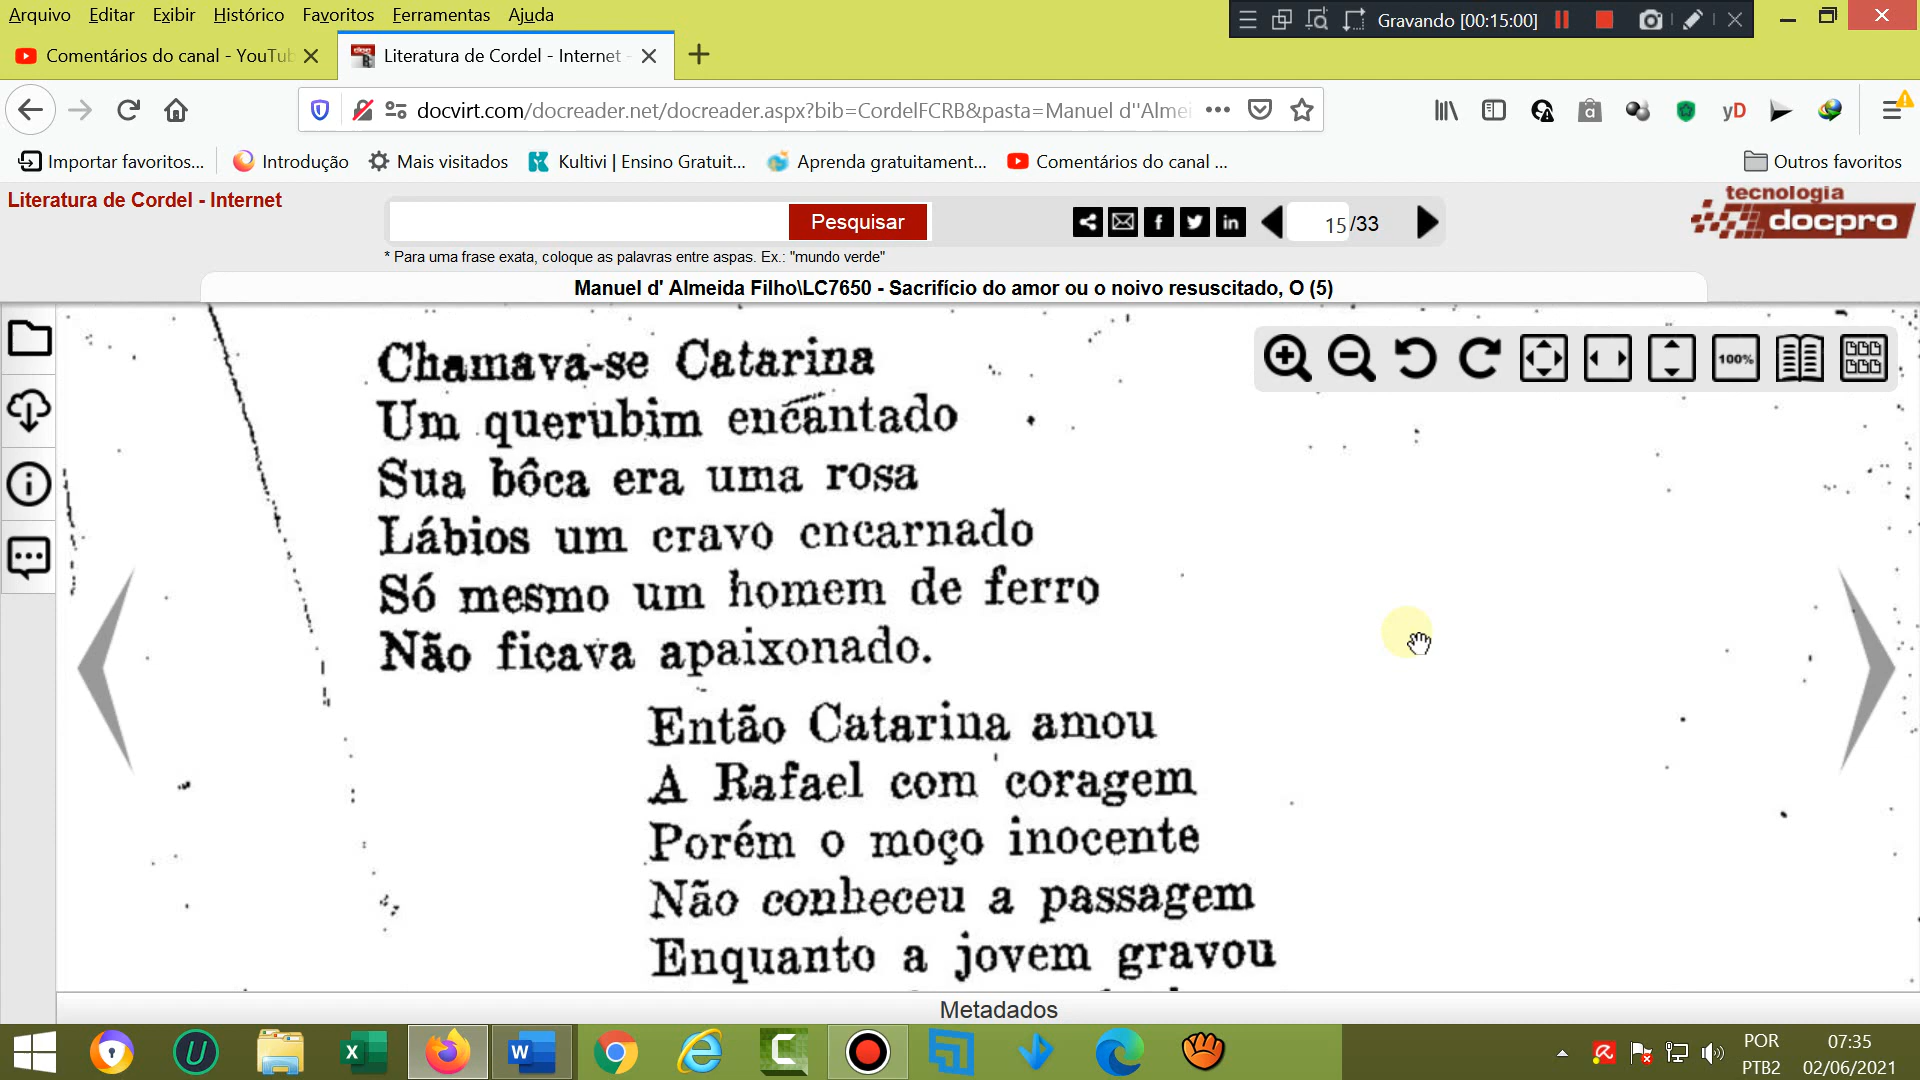 Arquivo Editar Exibir Histórico Favoritos Ferramentas Ajuda
Gravando [00:15:00]
Comentários do canal - YouTub
Literatura de Cordel - Internet -
docvirt.com/docreader.net/docreader.aspx?bib=CordelFCRB&pasta=Manuel d''Almei
yD
Importar favoritos... Introdução Mais visitados Kultivi | Ensino Gratuit... Aprenda gratuitament... Comentários do canal ... Outros favoritos
Literatura de Cordel - Internet
Pesquisar
15 /33
tecnologia
docpro
* Para uma frase exata, coloque as palavras entre aspas. Ex.: "mundo verde"
Manuel d' Almeida Filho\LC7650 - Sacrifício do amor ou o noivo resuscitado, O (5)
100%
Chamava-se Catarina
Um querubim encantado
Sua bôca era uma rosa
Lábios um cravo encarnado
Só mesmo um homem de ferro
Não ficava apaixonado.
Então Catarina amou
A Rafael com coragem
Porém o moço inocente
Não conheceu a passagem
Enquanto a jovem gravou
Metadados
POR
PTB2
07:35
02/06/2021